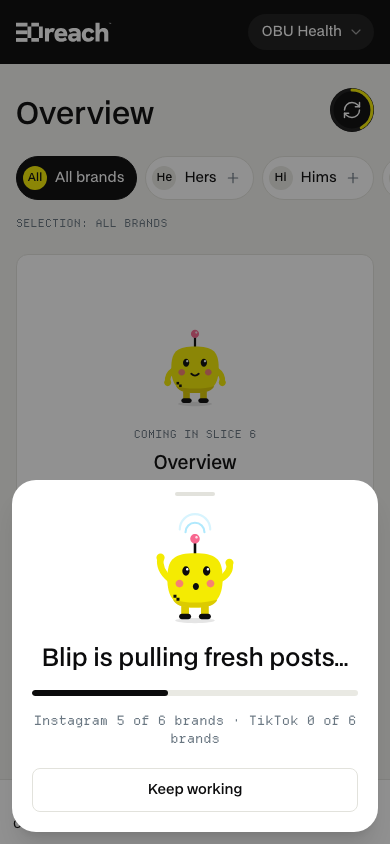 reach
OBU Health
Overview
All All brands
He Hers
Hi Hims
SELECTION: ALL BRANDS
COMING IN SLICE 6
Overview
Blip is pulling fresh posts...
Instagram 5 of 6 brands · TikTok 0 of 6
brands
Keep working